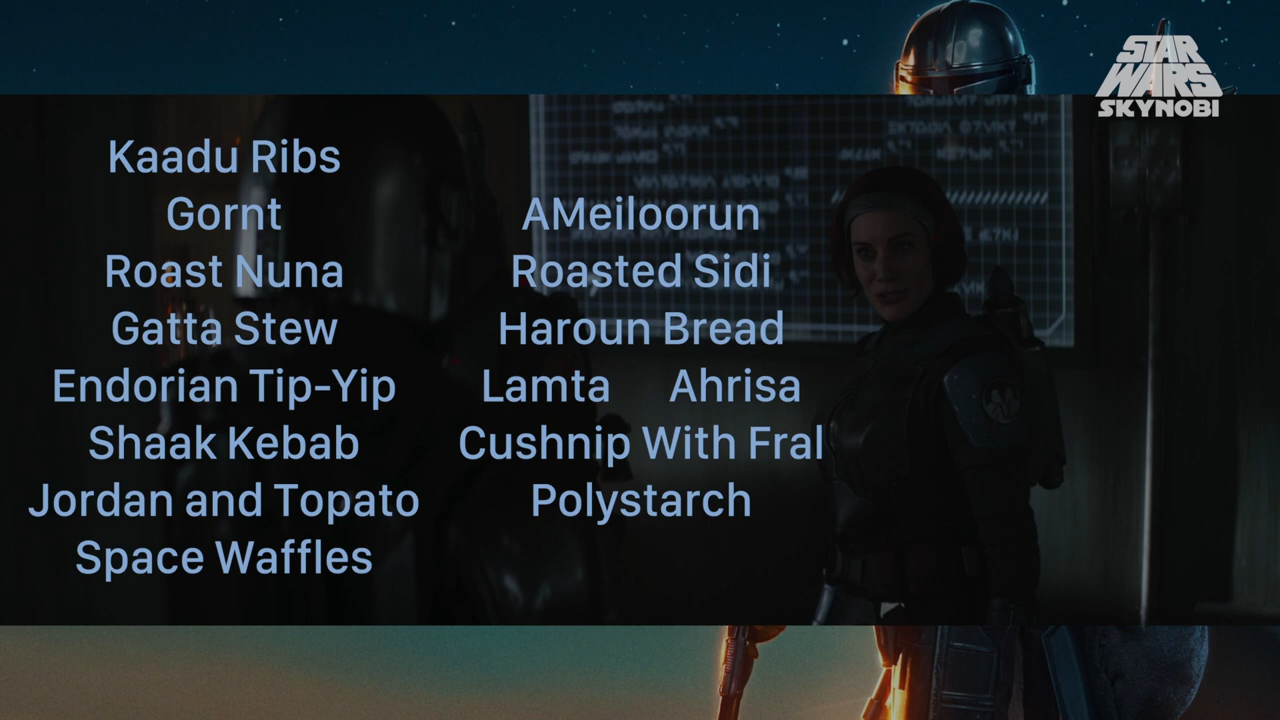 STAR
WARS
SKYNOBI
Kaadu Ribs
Gornt
Roast Nuna
Gatta Stew
Endorian Tip-Yip
Shaak Kebab
Jordan and Topato
Space Waffles
AMeiloorun
Roasted Sidi
Haroun Bread
Lamta Ahrisa
Cushnip With Fral
Polystarch